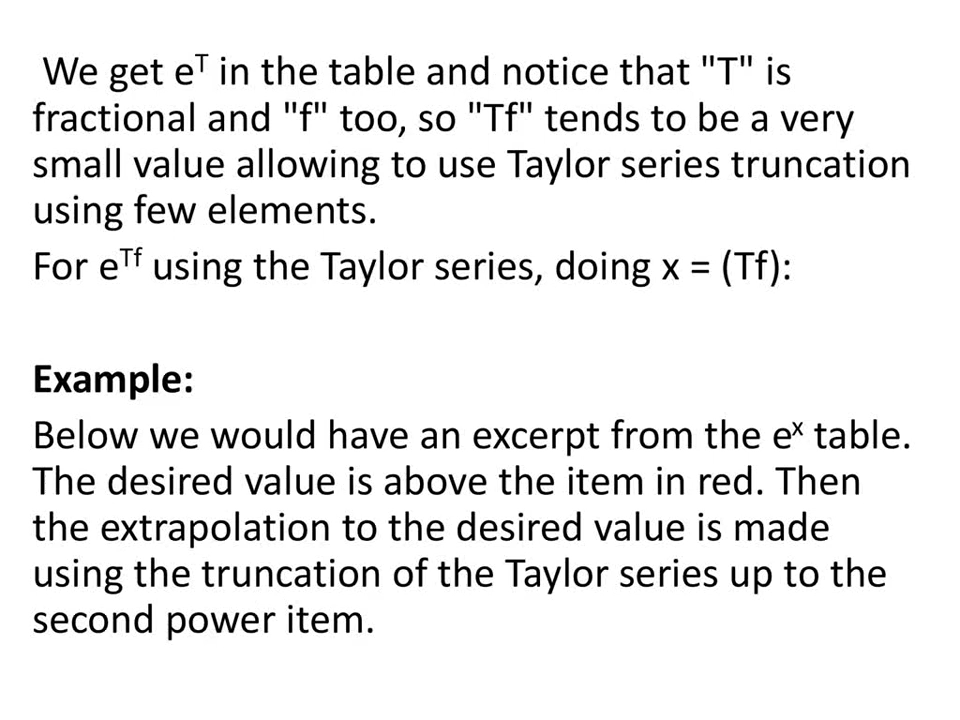 We get eᵀ in the table and notice that "T" is
fractional and "f" too, so "Tf" tends to be a very
small value allowing to use Taylor series truncation
using few elements.
For eᵀᶠ using the Taylor series, doing x = (Tf):
Example:
Below we would have an excerpt from the eˣ table.
The desired value is above the item in red. Then
the extrapolation to the desired value is made
using the truncation of the Taylor series up to the
second power item.